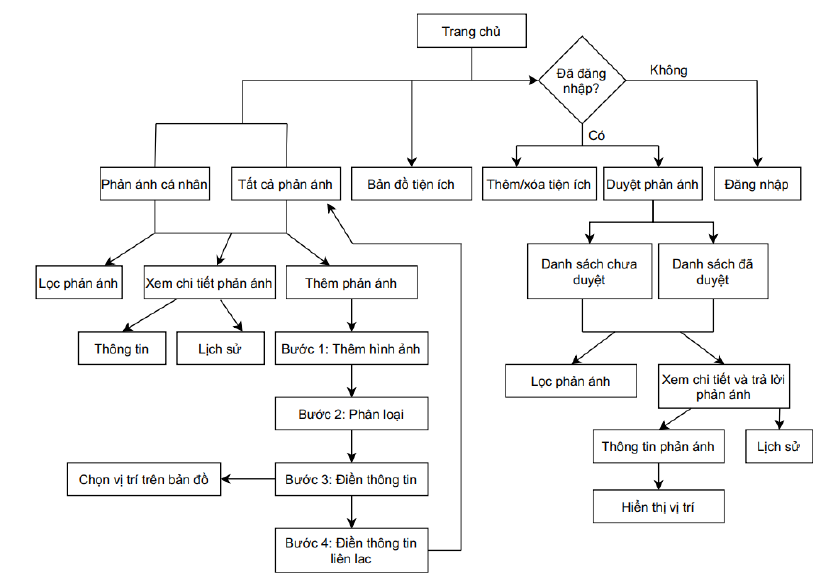 Trang chủ
Đã đăng
nhập?
Không
Có
Phản ánh cá nhân
Tất cả phản ánh
Bản đồ tiện ích
Thêm/xóa tiện ích
Duyệt phản ánh
Đăng nhập
Lọc phản ánh
Xem chi tiết phản ánh
Thêm phản ánh
Danh sách chưa
duyệt
Danh sách đã
duyệt
Thông tin
Lịch sử
Bước 1: Thêm hình ảnh
Lọc phản ánh
Xem chi tiết và trả lời
phản ánh
Bước 2: Phân loại
Thông tin phản ánh
Lịch sử
Chọn vị trí trên bản đồ
Bước 3: Điền thông tin
Hiển thị vị trí
Bước 4: Điền thông tin
liên lạc